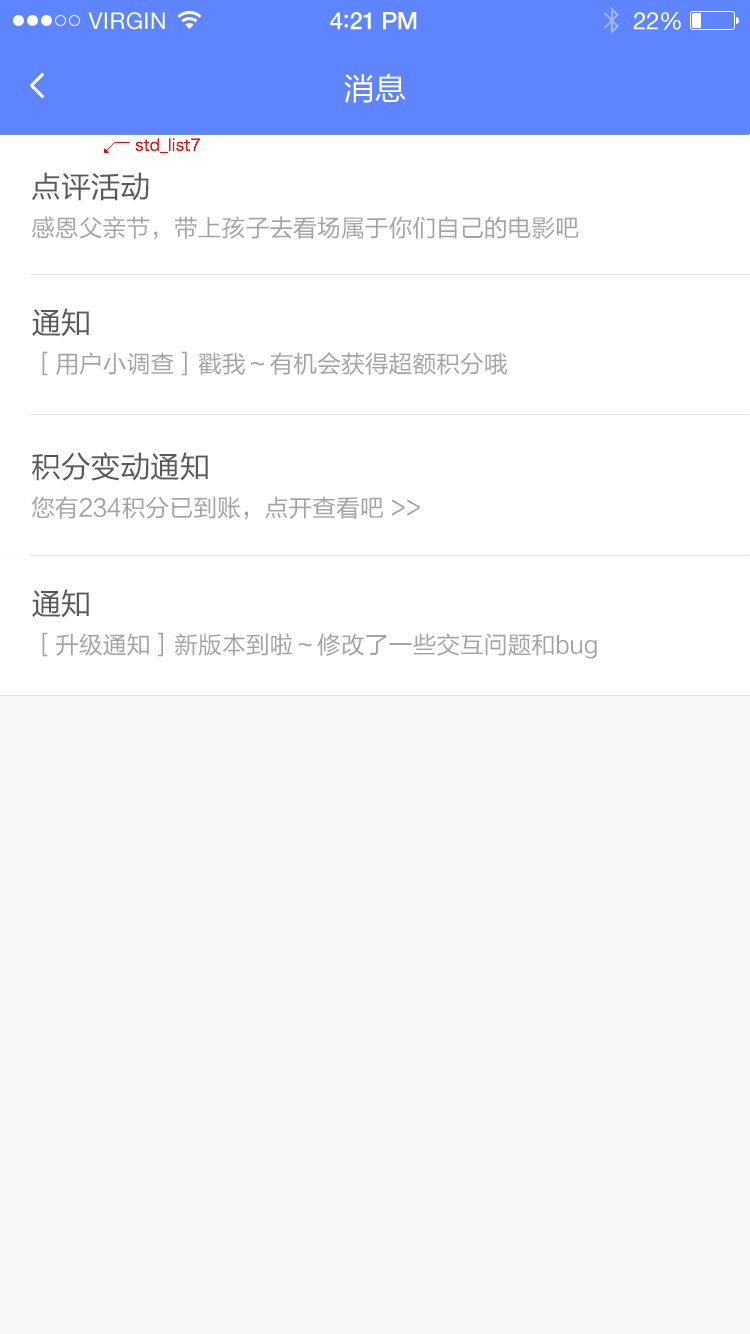 VIRGIN 4:21 PM 22%
消息
std_list7
点评活动
感恩父亲节，带上孩子去看场属于你们自己的电影吧
通知
［用户小调查］戳我～有机会获得超额积分哦
积分变动通知
您有234积分已到账，点开查看吧 >>
通知
［升级通知］新版本到啦～修改了一些交互问题和bug